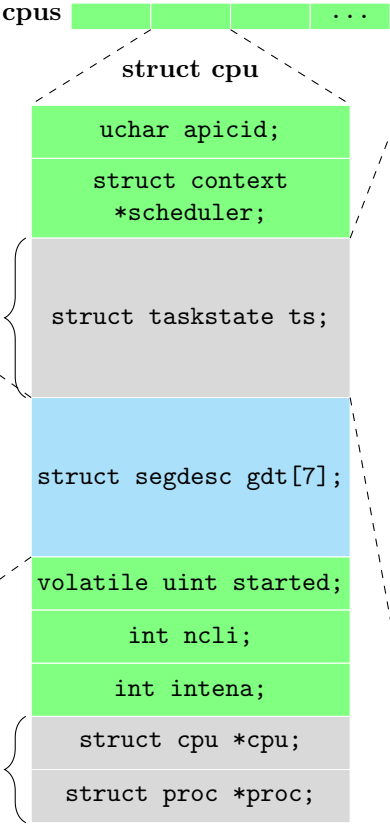 cpus ...
struct cpu
uchar apicid;
struct context
*scheduler;
struct taskstate ts;
struct segdesc gdt[7];
volatile uint started;
int ncli;
int intena;
struct cpu *cpu;
struct proc *proc;